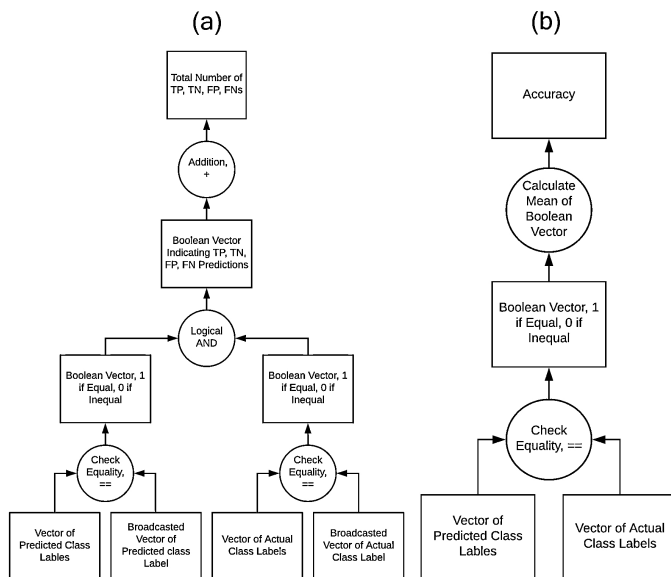 (a)
Total Number of
TP, TN, FP, FNs
Addition,
+
Boolean Vector
Indicating TP, TN,
FP, FN Predictions
Logical
AND
Boolean Vector, 1
if Equal, 0 if
Inequal
Boolean Vector, 1
if Equal, 0 if
Inequal
Check
Equality,
==
Check
Equality,
==
Vector of
Predicted Class
Lables
Broadcasted
Vector of
Predicted class
Label
Vector of Actual
Class Labels
Broadcasted
Vector of Actual
Class Label
(b)
Accuracy
Calculate
Mean of
Boolean
Vector
Boolean Vector, 1
if Equal, 0 if
Inequal
Check
Equality, ==
Vector of
Predicted Class
Lables
Vector of Actual
Class Labels